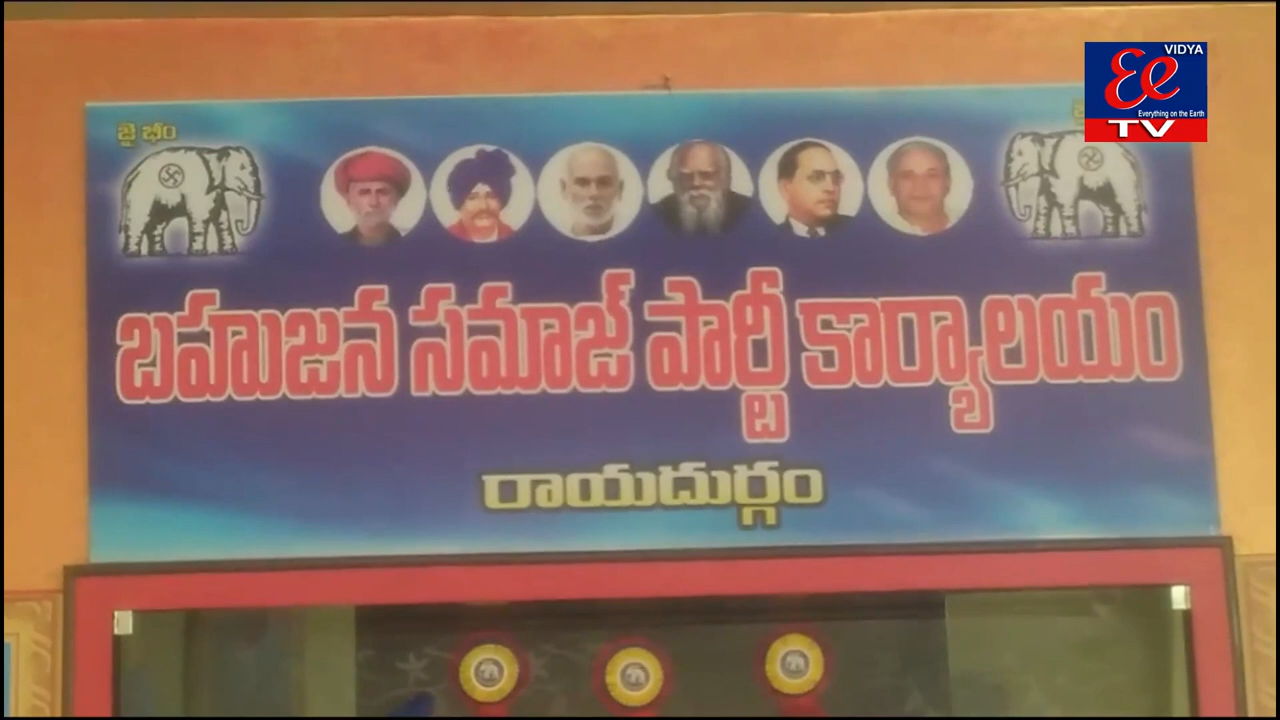 VIDYA
Ee
Everything on the Earth
TV
జై భీం
బహుజన సమాజ్ పార్టీ కార్యాలయం
రాయదుర్గం